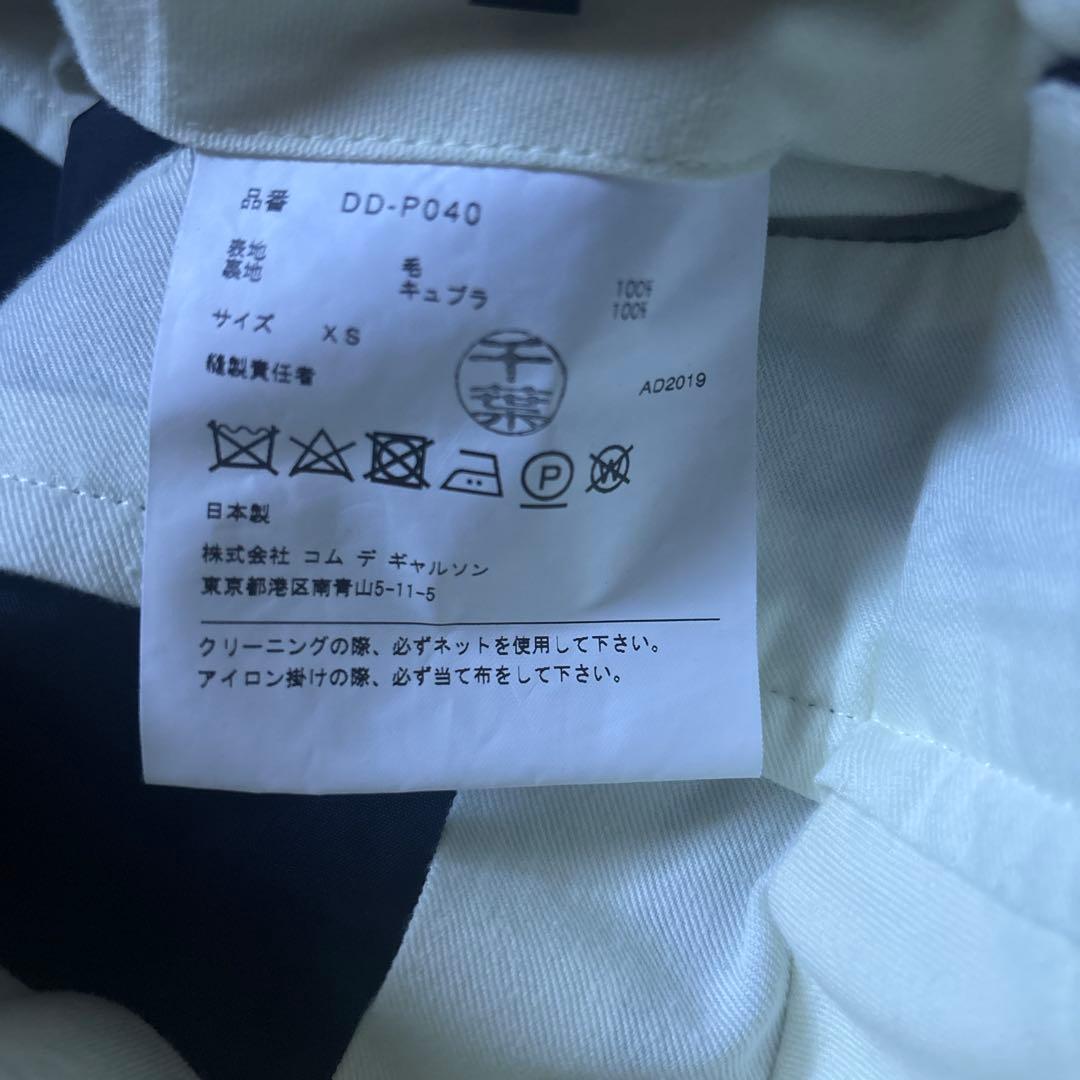 品番 DD-P040
表地 毛 100%
裏地 キュプラ 100%
サイズ XS
縫製責任者 千葉 AD2019
P W
日本製
株式会社 コム デ ギャルソン
東京都港区南青山5-11-5
クリーニングの際、必ずネットを使用して下さい。
アイロン掛けの際、必ず当て布をして下さい。